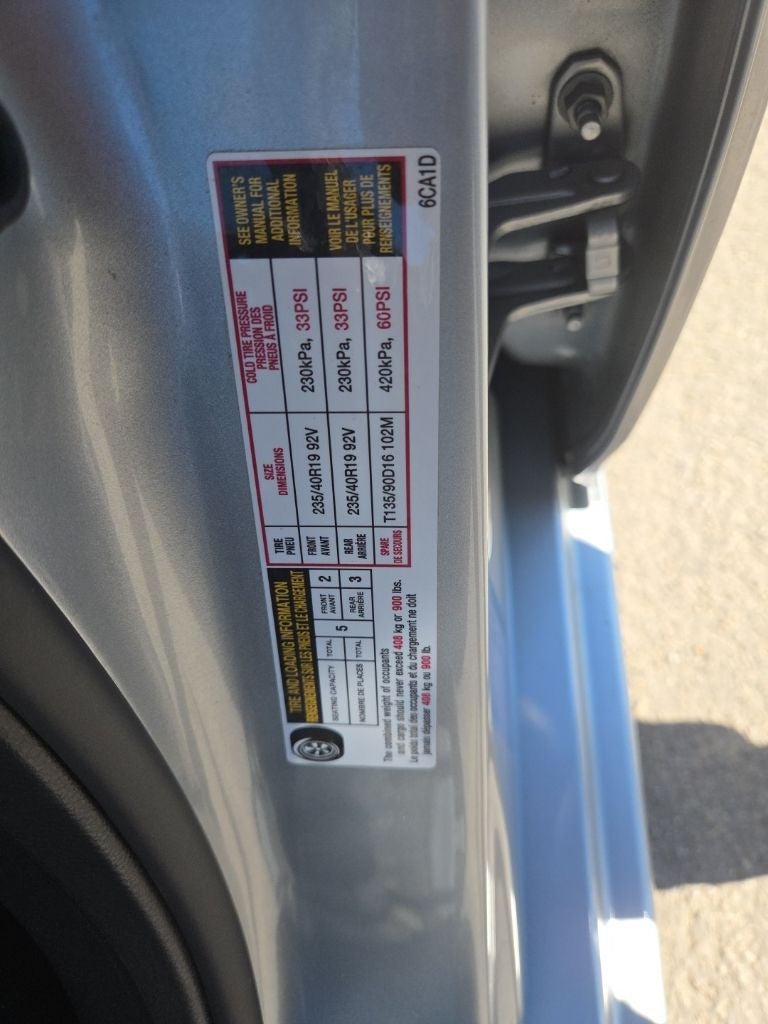 TIRE AND LOADING INFORMATION
RENSEIGNEMENTS SUR LES PNEUS ET LE CHARGEMENT
SEATING CAPACITY TOTAL 5 FRONT AVANT 2
NOMBRE DE PLACES TOTAL REAR ARRIÈRE 3
The combined weight of occupants
and cargo should never exceed 408 kg or 900 lbs.
Le poids total des occupants et du chargement ne doit
jamais dépasser 408 kg ou 900 lb.
TIRE
PNEU
SIZE
DIMENSIONS
COLD TIRE PRESSURE
PRESSION DES
PNEUS À FROID
FRONT
AVANT
235/40R19 92V
230kPa, 33PSI
REAR
ARRIÈRE
235/40R19 92V
230kPa, 33PSI
SPARE
DE SECOURS
T135/90D16 102M
420kPa, 60PSI
SEE OWNER'S
MANUAL FOR
ADDITIONAL
INFORMATION
VOIR LE MANUEL
DE L'USAGER
POUR PLUS DE
RENSEIGNEMENTS
6CA1D